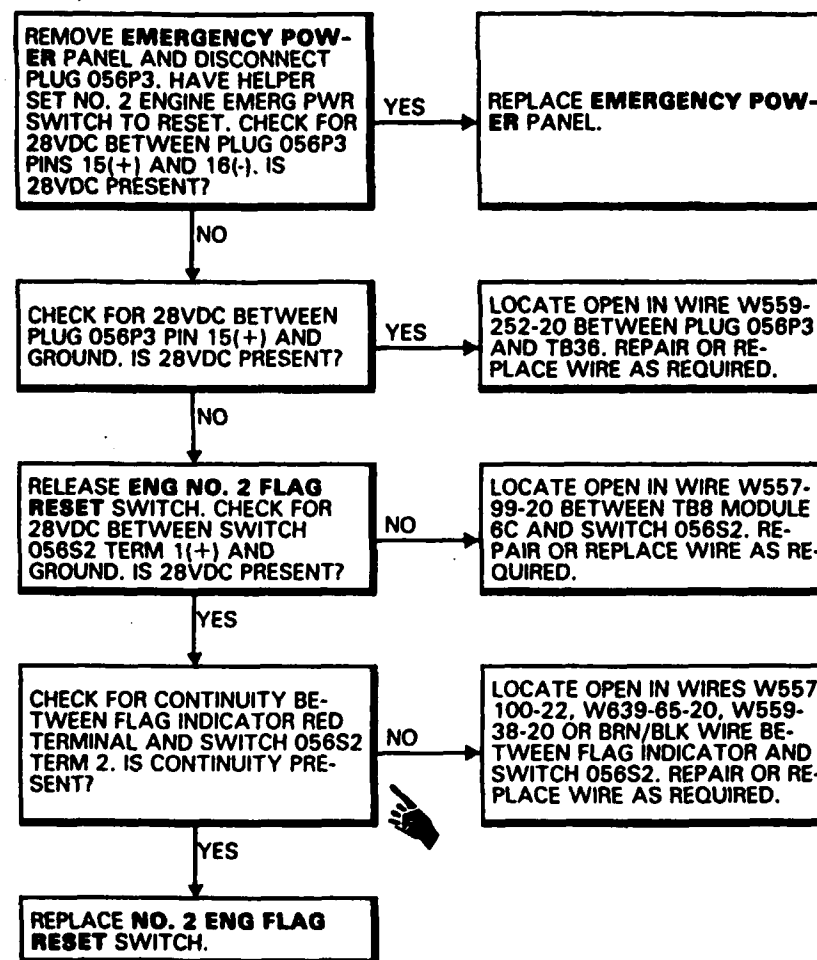 REMOVE EMERGENCY POW-
ER PANEL AND DISCONNECT
PLUG 056P3. HAVE HELPER
SET NO. 2 ENGINE EMERG PWR
SWITCH TO RESET. CHECK FOR
28VDC BETWEEN PLUG 056P3
PINS 15(+) AND 16(-). IS
28VDC PRESENT?
YES
REPLACE EMERGENCY POW-
ER PANEL.
NO
CHECK FOR 28VDC BETWEEN
PLUG 056P3 PIN 15(+) AND
GROUND. IS 28VDC PRESENT?
YES
LOCATE OPEN IN WIRE W559-
252-20 BETWEEN PLUG 056P3
AND TB36. REPAIR OR RE-
PLACE WIRE AS REQUIRED.
NO
RELEASE ENG NO. 2 FLAG
RESET SWITCH. CHECK FOR
28VDC BETWEEN SWITCH
056S2 TERM 1(+) AND
GROUND. IS 28VDC PRESENT?
NO
LOCATE OPEN IN WIRE W557-
99-20 BETWEEN TB8 MODULE
6C AND SWITCH 056S2. RE-
PAIR OR REPLACE WIRE AS RE-
QUIRED.
YES
CHECK FOR CONTINUITY BE-
TWEEN FLAG INDICATOR RED
TERMINAL AND SWITCH 056S2
TERM 2. IS CONTINUITY PRE-
SENT?
NO
LOCATE OPEN IN WIRES W557
100-22, W639-65-20, W559-
38-20 OR BRN/BLK WIRE BE-
TWEEN FLAG INDICATOR AND
SWITCH 056S2. REPAIR OR RE-
PLACE WIRE AS REQUIRED.
YES
REPLACE NO. 2 ENG FLAG
RESET SWITCH.